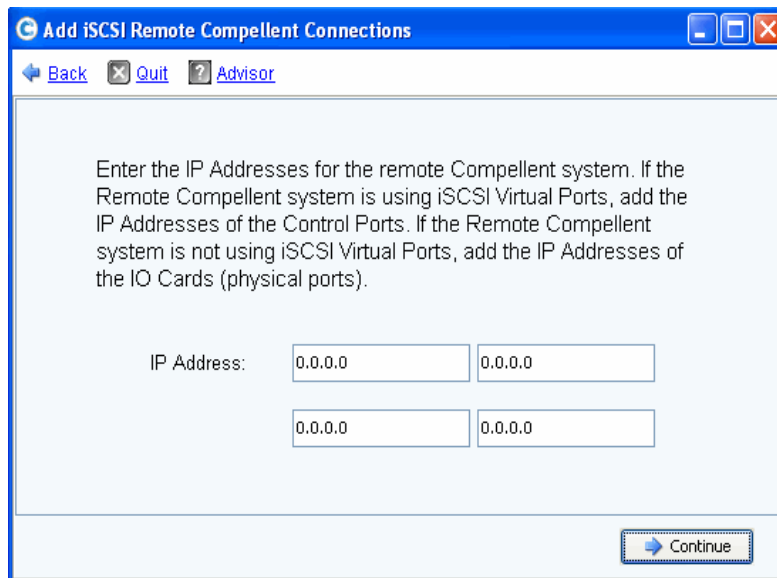 Add iSCSI Remote Compellent Connections
Back Quit Advisor
Enter the IP Addresses for the remote Compellent system. If the
Remote Compellent system is using iSCSI Virtual Ports, add the
IP Addresses of the Control Ports. If the Remote Compellent
system is not using iSCSI Virtual Ports, add the IP Addresses of
the IO Cards (physical ports).
IP Address: 0.0.0.0 0.0.0.0
0.0.0.0 0.0.0.0
Continue